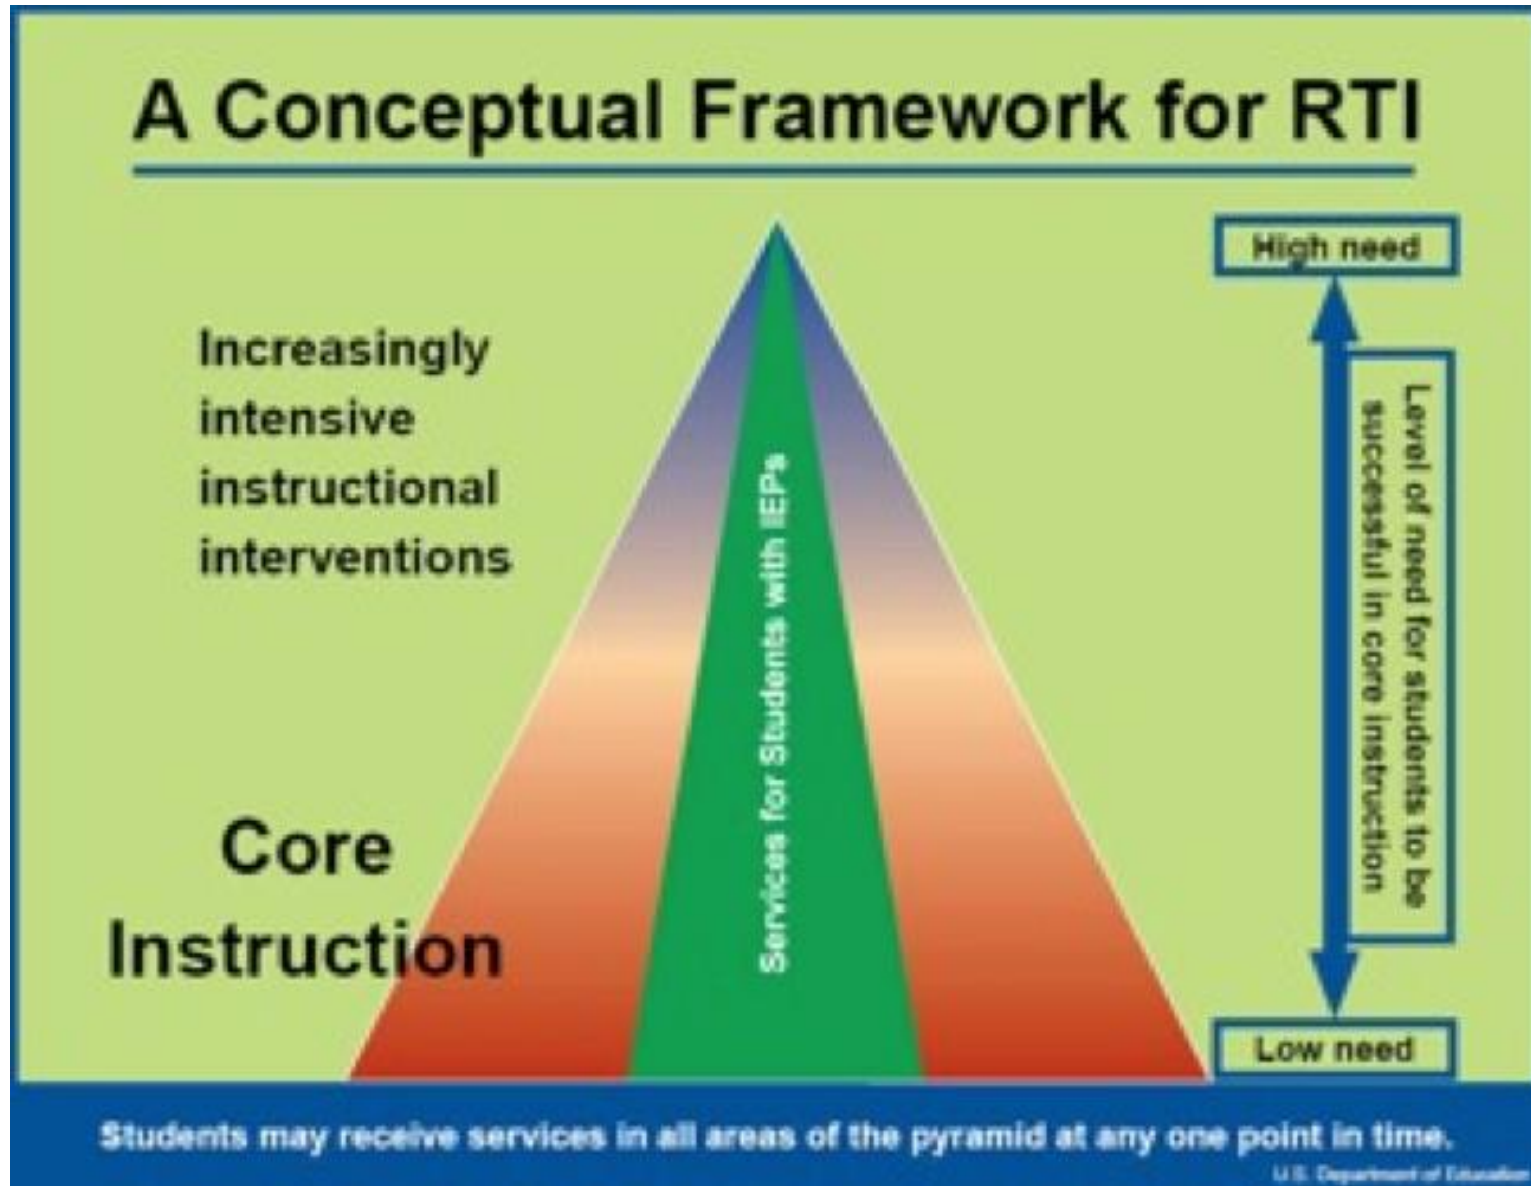 A Conceptual Framework for RTI
High need
Increasingly
intensive
instructional
interventions
Services for Students with IEPs
Level of need for students to be
successful in core instruction
Core
Instruction
Low need
Students may receive services in all areas of the pyramid at any one point in time.
U.S. Department of Education